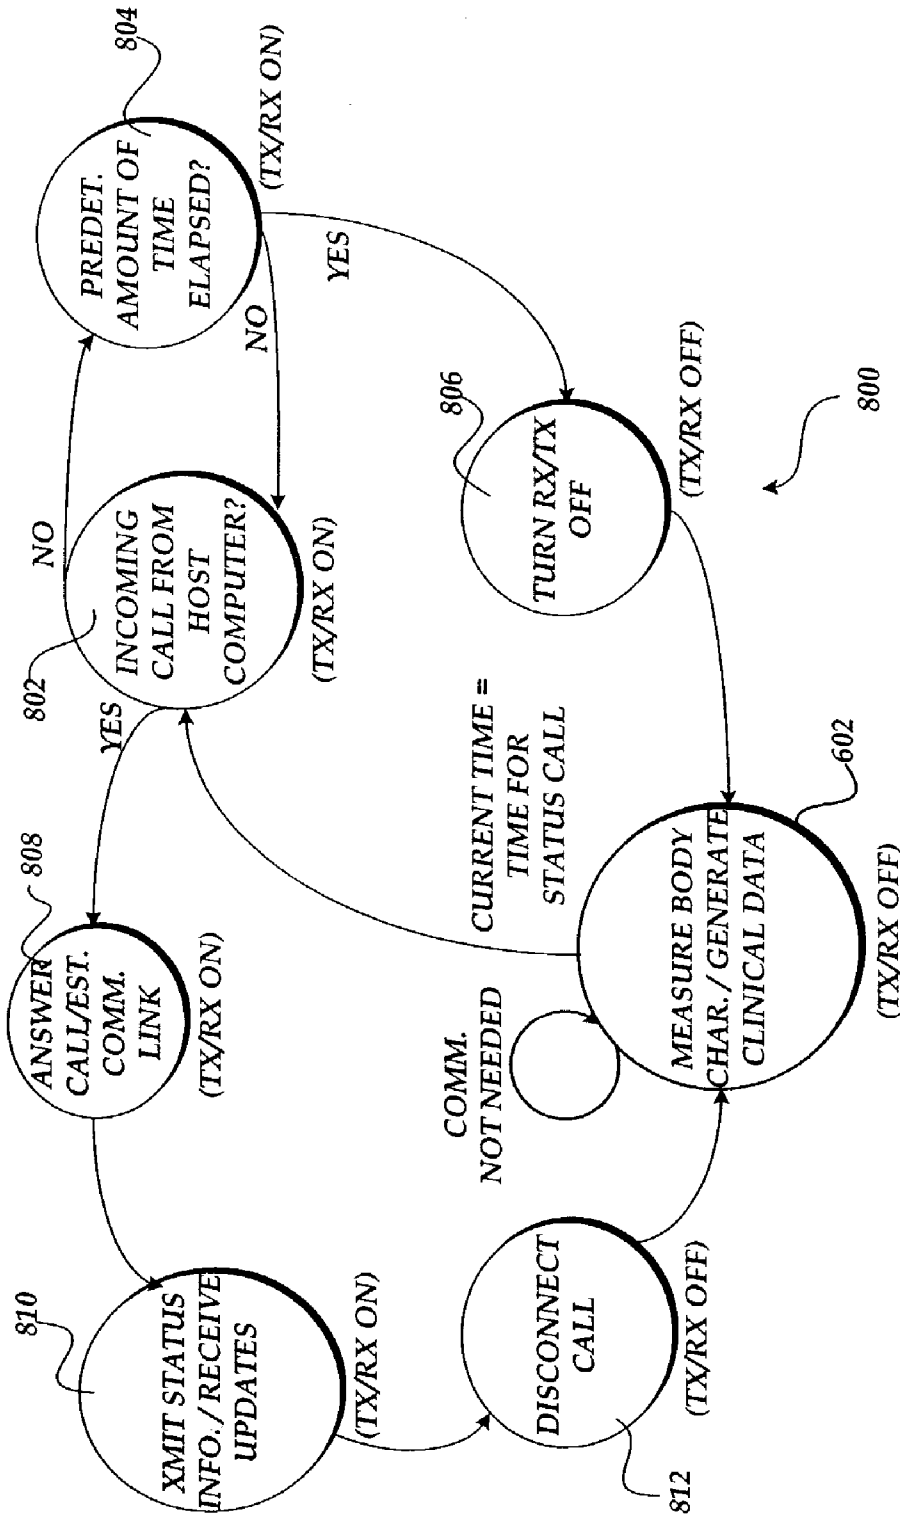 810
XMIT STATUS
INFO. / RECEIVE
UPDATES
(TX/RX ON)
808
ANSWER
CALL/EST.
COMM.
LINK
(TX/RX ON)
YES
802
INCOMING
CALL FROM
HOST
COMPUTER?
(TX/RX ON)
NO
NO
804
PREDET.
AMOUNT OF
TIME
ELAPSED?
(TX/RX ON)
YES
812
DISCONNECT
CALL
(TX/RX OFF)
COMM.
NOT NEEDED
CURRENT TIME =
TIME FOR
STATUS CALL
806
TURN RX/TX
OFF
(TX/RX OFF)
602
MEASURE BODY
CHAR. / GENERATE
CLINICAL DATA
(TX/RX OFF)
800